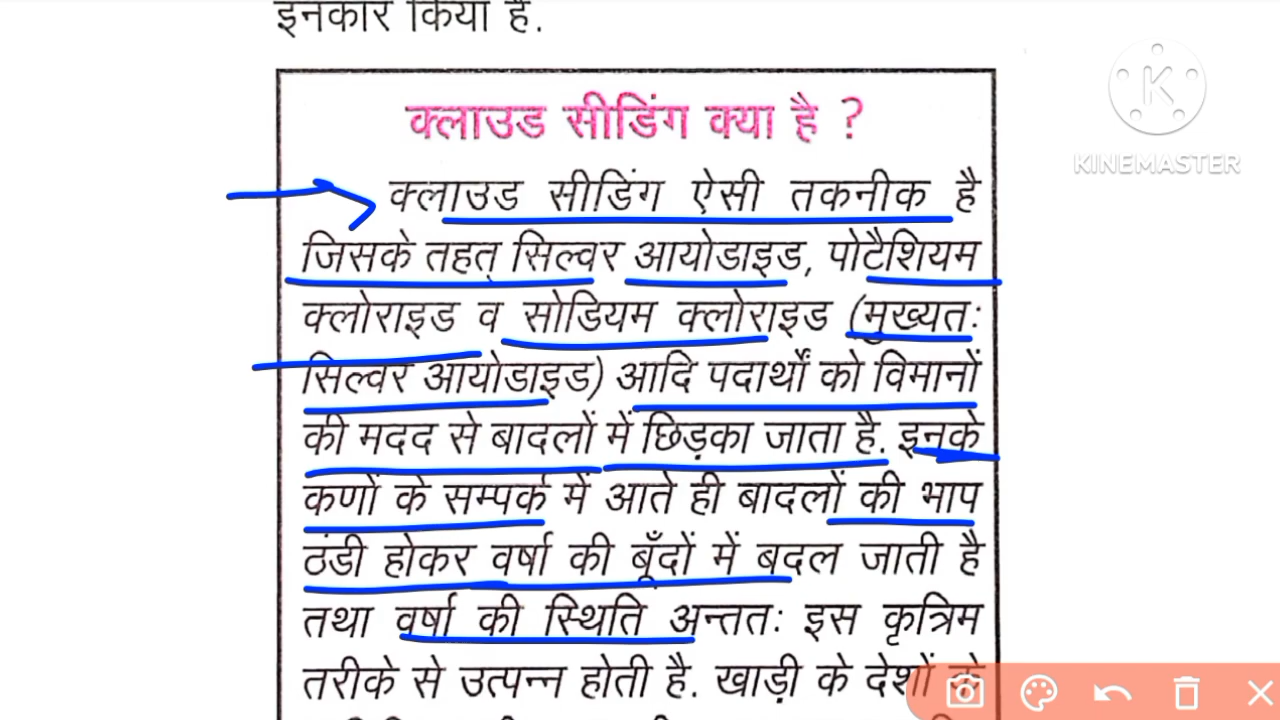 इनकार किया है.
K
KINEMASTER
क्लाउड सीडिंग क्या है ?
क्लाउड सीडिंग ऐसी तकनीक है
जिसके तहत् सिल्वर आयोडाइड, पोटैशियम
क्लोराइड व सोडियम क्लोराइड (मुख्यतः
सिल्वर आयोडाइड) आदि पदार्थों को विमानों
की मदद से बादलों में छिड़का जाता है. इनके
कणों के सम्पर्क में आते ही बादलों की भाप
ठंडी होकर वर्षा की बूँदों में बदल जाती है
तथा वर्षा की स्थिति अन्ततः इस कृत्रिम
तरीके से उत्पन्न होती है. खाड़ी के देशों के